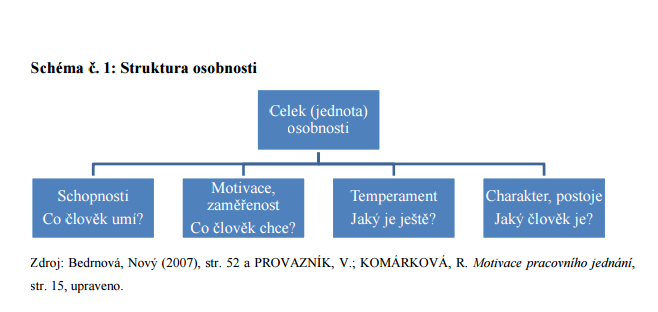 Schéma č. 1: Struktura osobnosti
Celek (jednota)
osobnosti
Schopnosti
Co člověk umí?
Motivace,
zaměřenost
Co člověk chce?
Temperament
Jaký je ještě?
Charakter, postoje
Jaký člověk je?
Zdroj: Bedrnová, Nový (2007), str. 52 a PROVAZNÍK, V.; KOMÁRKOVÁ, R. Motivace pracovního jednání,
str. 15, upraveno.